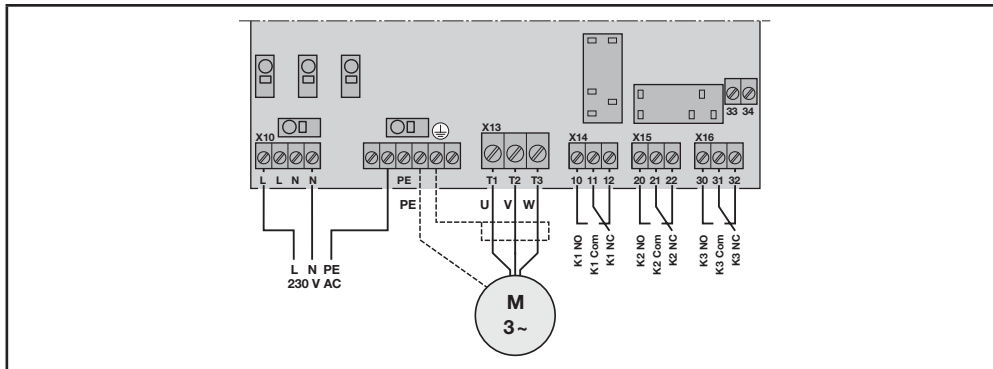 33 34
X10
X13
X14
X15
X16
L L N N
PE
T1 T2 T3
10 11 12
20 21 22
30 31 32
PE
U V W
K1 NO
K1 Com
K1 NC
K2 NO
K2 Com
K2 NC
K3 NO
K3 Com
K3 NC
L N PE
230 V AC
M
3~